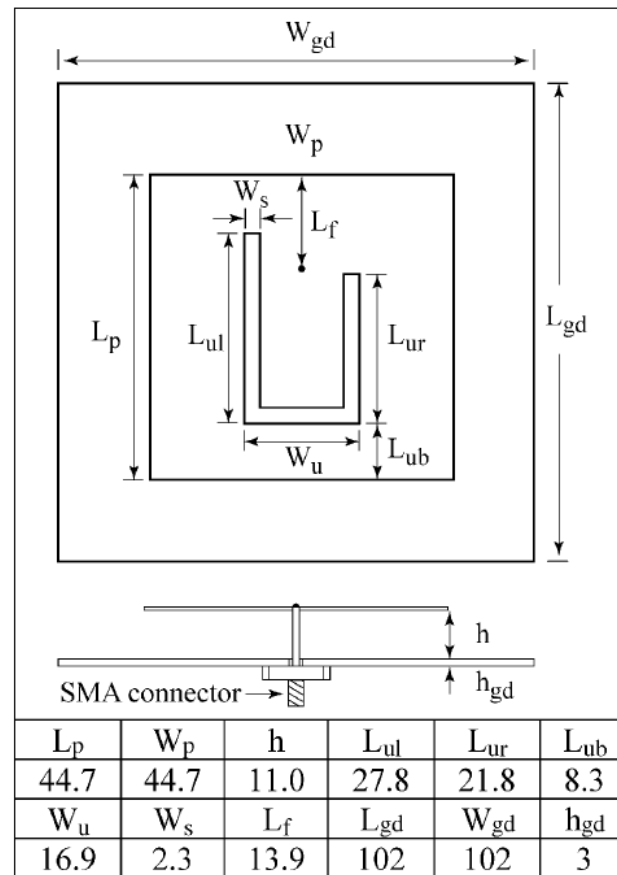 W_gd
W_p
W_s
L_f
L_p
L_ul
L_ur
L_gd
W_u
L_ub
h
SMA connector
h_gd
L_p W_p h L_ul L_ur L_ub
44.7 44.7 11.0 27.8 21.8 8.3
W_u W_s L_f L_gd W_gd h_gd
16.9 2.3 13.9 102 102 3